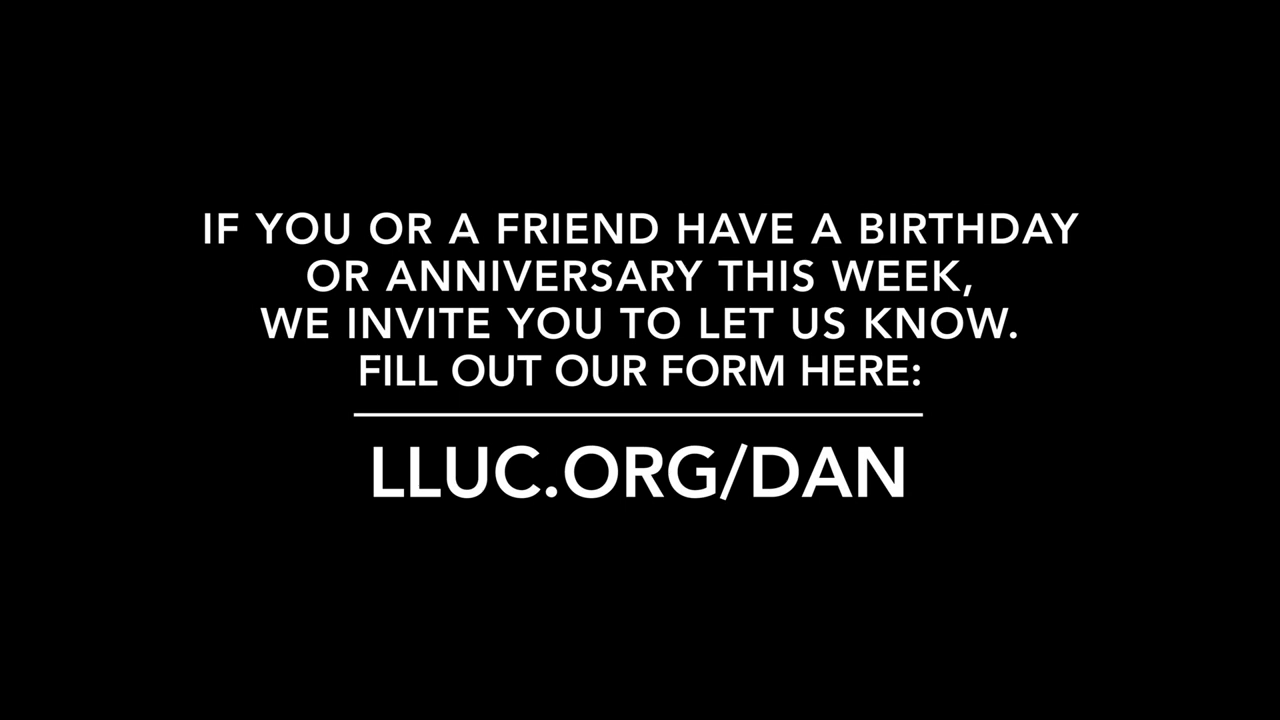 IF YOU OR A FRIEND HAVE A BIRTHDAY
OR ANNIVERSARY THIS WEEK,
WE INVITE YOU TO LET US KNOW.
FILL OUT OUR FORM HERE:
LLUC.ORG/DAN